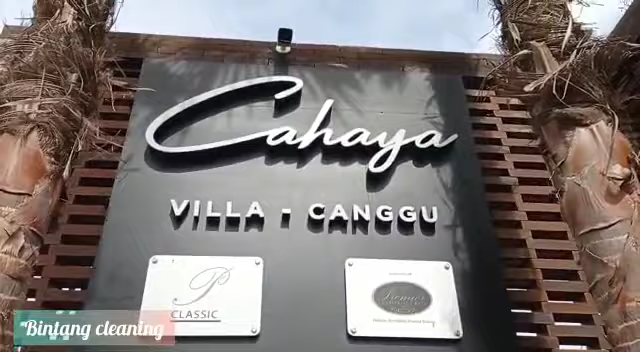 Cahaya
VILLA - CANGGU
P
CLASSIC
Bintang cleaning